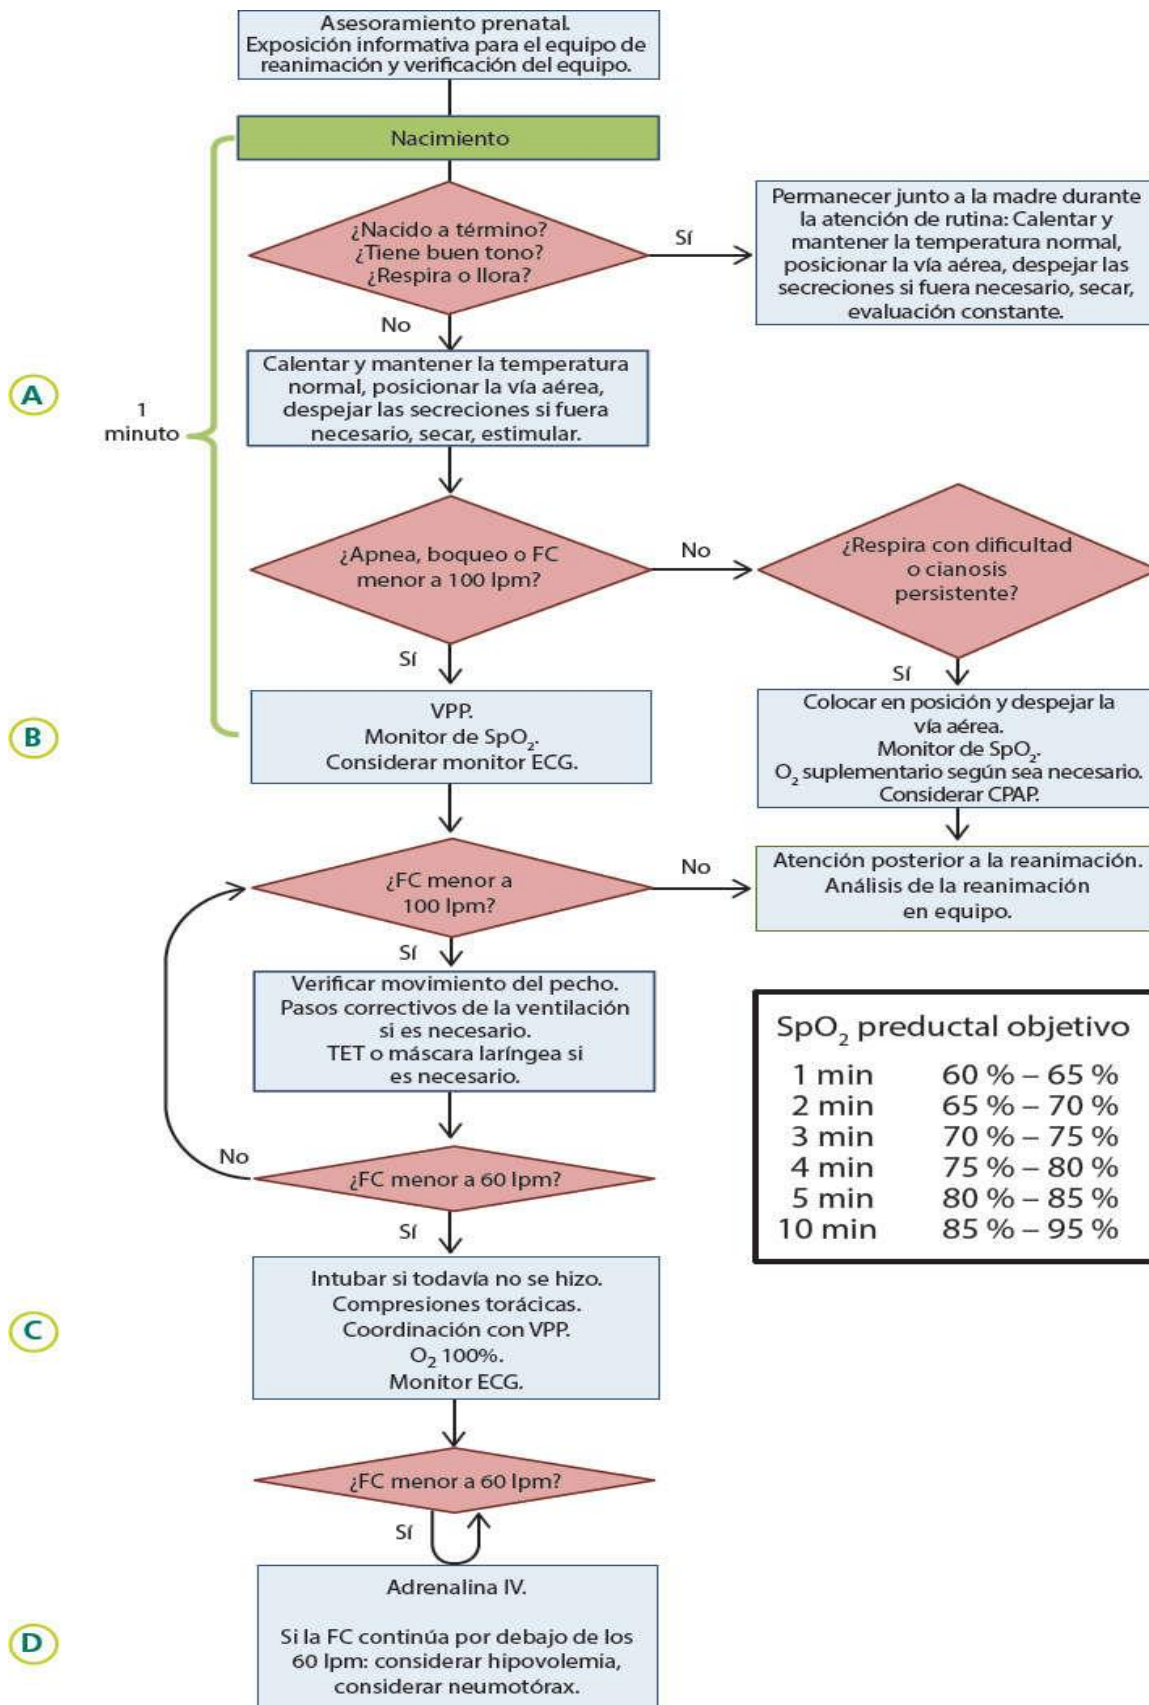 Asesoramiento prenatal.
Exposición informativa para el equipo de
reanimación y verificación del equipo.
Nacimiento
¿Nacido a término?
¿Tiene buen tono?
¿Respira o llora?
Sí
Permanecer junto a la madre durante
la atención de rutina: Calentar y
mantener la temperatura normal,
posicionar la vía aérea, despejar las
secreciones si fuera necesario, secar,
evaluación constante.
No
A
1
minuto
Calentar y mantener la temperatura
normal, posicionar la vía aérea,
despejar las secreciones si fuera
necesario, secar, estimular.
¿Apnea, boqueo o FC
menor a 100 lpm?
No
¿Respira con dificultad
o cianosis
persistente?
Sí
Sí
B
VPP.
Monitor de SpO₂.
Considerar monitor ECG.
Colocar en posición y despejar la
vía aérea.
Monitor de SpO₂.
O₂ suplementario según sea necesario.
Considerar CPAP.
¿FC menor a
100 lpm?
No
Atención posterior a la reanimación.
Análisis de la reanimación
en equipo.
Sí
Verificar movimiento del pecho.
Pasos correctivos de la ventilación
si es necesario.
TET o máscara laríngea si
es necesario.
SpO₂ preductal objetivo
1 min 60 % – 65 %
2 min 65 % – 70 %
3 min 70 % – 75 %
4 min 75 % – 80 %
5 min 80 % – 85 %
10 min 85 % – 95 %
No
¿FC menor a 60 lpm?
Sí
C
Intubar si todavía no se hizo.
Compresiones torácicas.
Coordinación con VPP.
O₂ 100%.
Monitor ECG.
¿FC menor a 60 lpm?
Sí
D
Adrenalina IV.
Si la FC continúa por debajo de los
60 lpm: considerar hipovolemia,
considerar neumotórax.